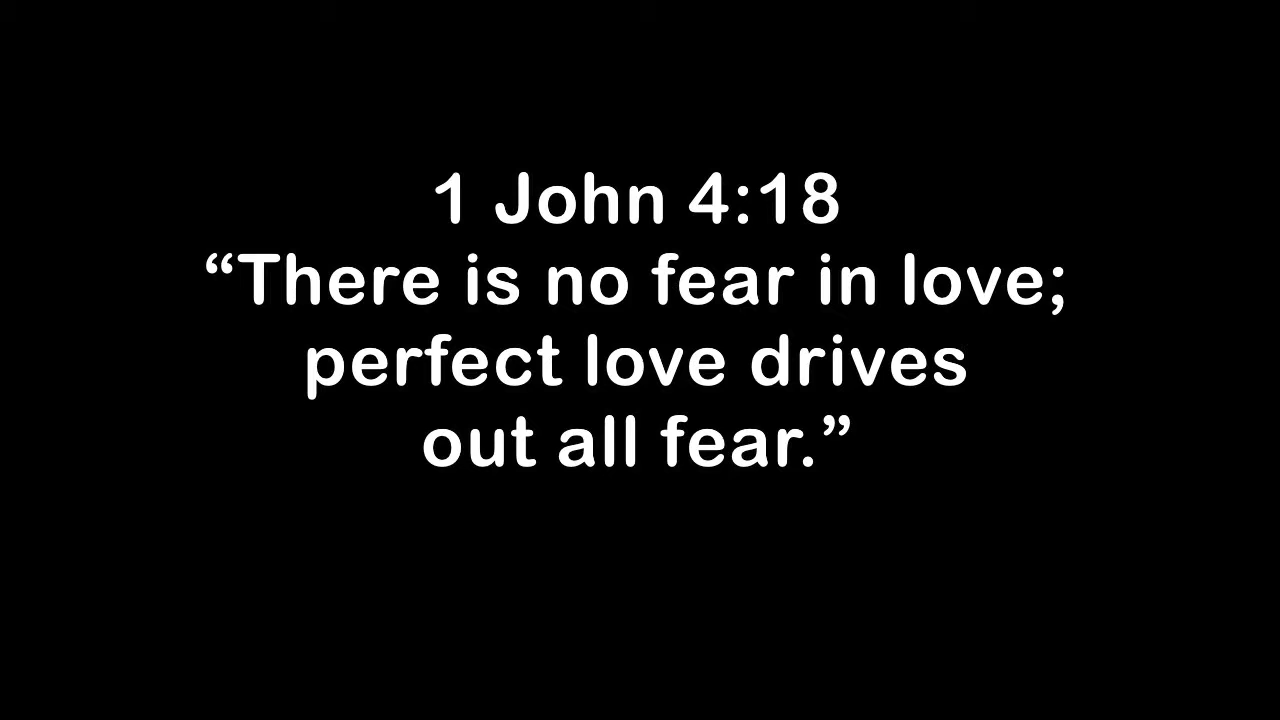 1 John 4:18
“There is no fear in love;
perfect love drives
out all fear.”